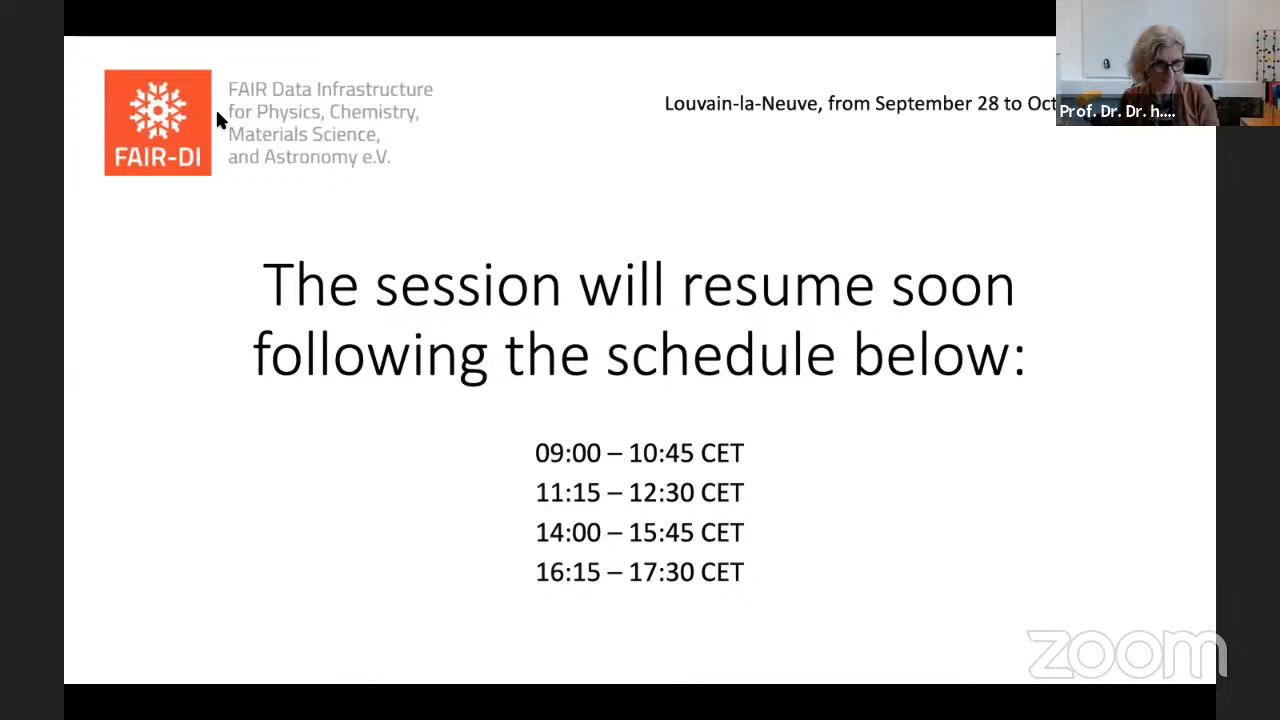 FAIR-DI
FAIR Data Infrastructure
for Physics, Chemistry,
Materials Science,
and Astronomy e.V.
Louvain-la-Neuve, from September 28 to Oct
Prof. Dr. Dr. h....
The session will resume soon
following the schedule below:
09:00 – 10:45 CET
11:15 – 12:30 CET
14:00 – 15:45 CET
16:15 – 17:30 CET
zoom